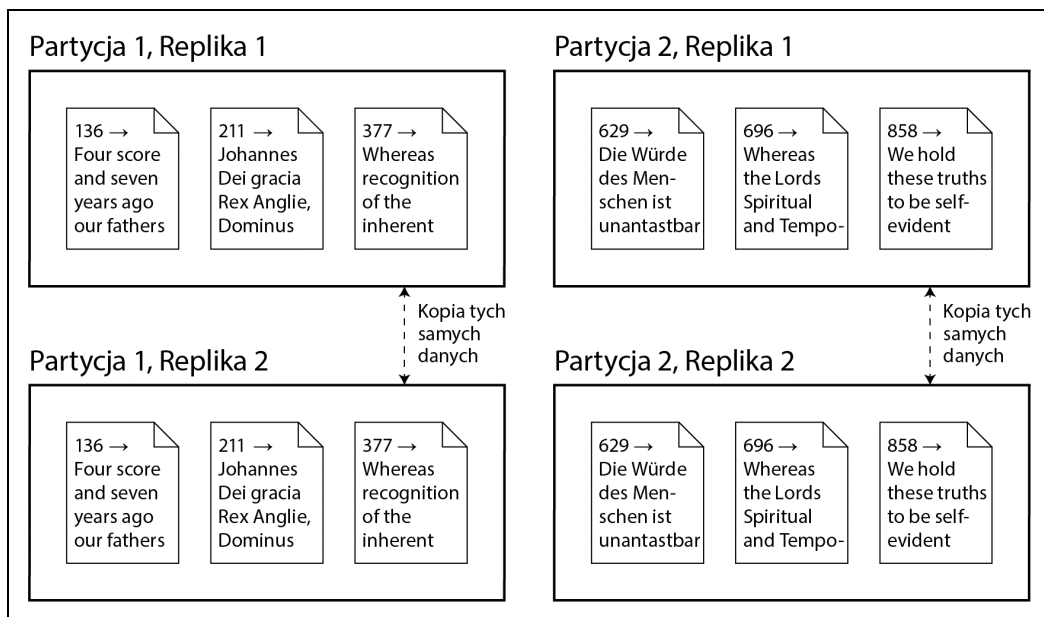 Partycja 1, Replika 1
136 →
Four score
and seven
years ago
our fathers
211 →
Johannes
Dei gracia
Rex Anglie,
Dominus
377 →
Whereas
recognition
of the
inherent
Partycja 2, Replika 1
629 →
Die Würde
des Men-
schen ist
unantastbar
696 →
Whereas
the Lords
Spiritual
and Tempo-
858 →
We hold
these truths
to be self-
evident
Kopia tych
samych
danych
Kopia tych
samych
danych
Partycja 1, Replika 2
136 →
Four score
and seven
years ago
our fathers
211 →
Johannes
Dei gracia
Rex Anglie,
Dominus
377 →
Whereas
recognition
of the
inherent
Partycja 2, Replika 2
629 →
Die Würde
des Men-
schen ist
unantastbar
696 →
Whereas
the Lords
Spiritual
and Tempo-
858 →
We hold
these truths
to be self-
evident